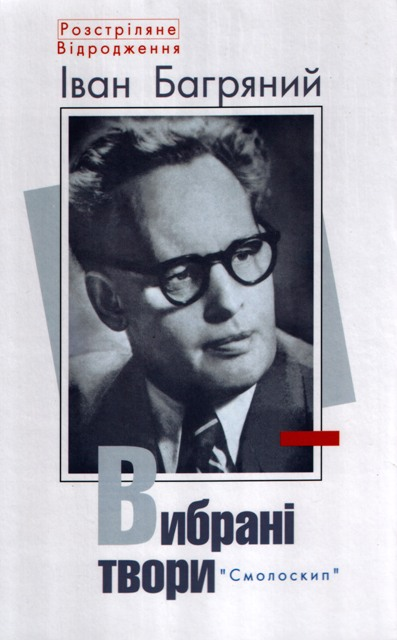 Розстріляне
Відродження
Іван Багряний
Вибрані
твори "Смолоскип"